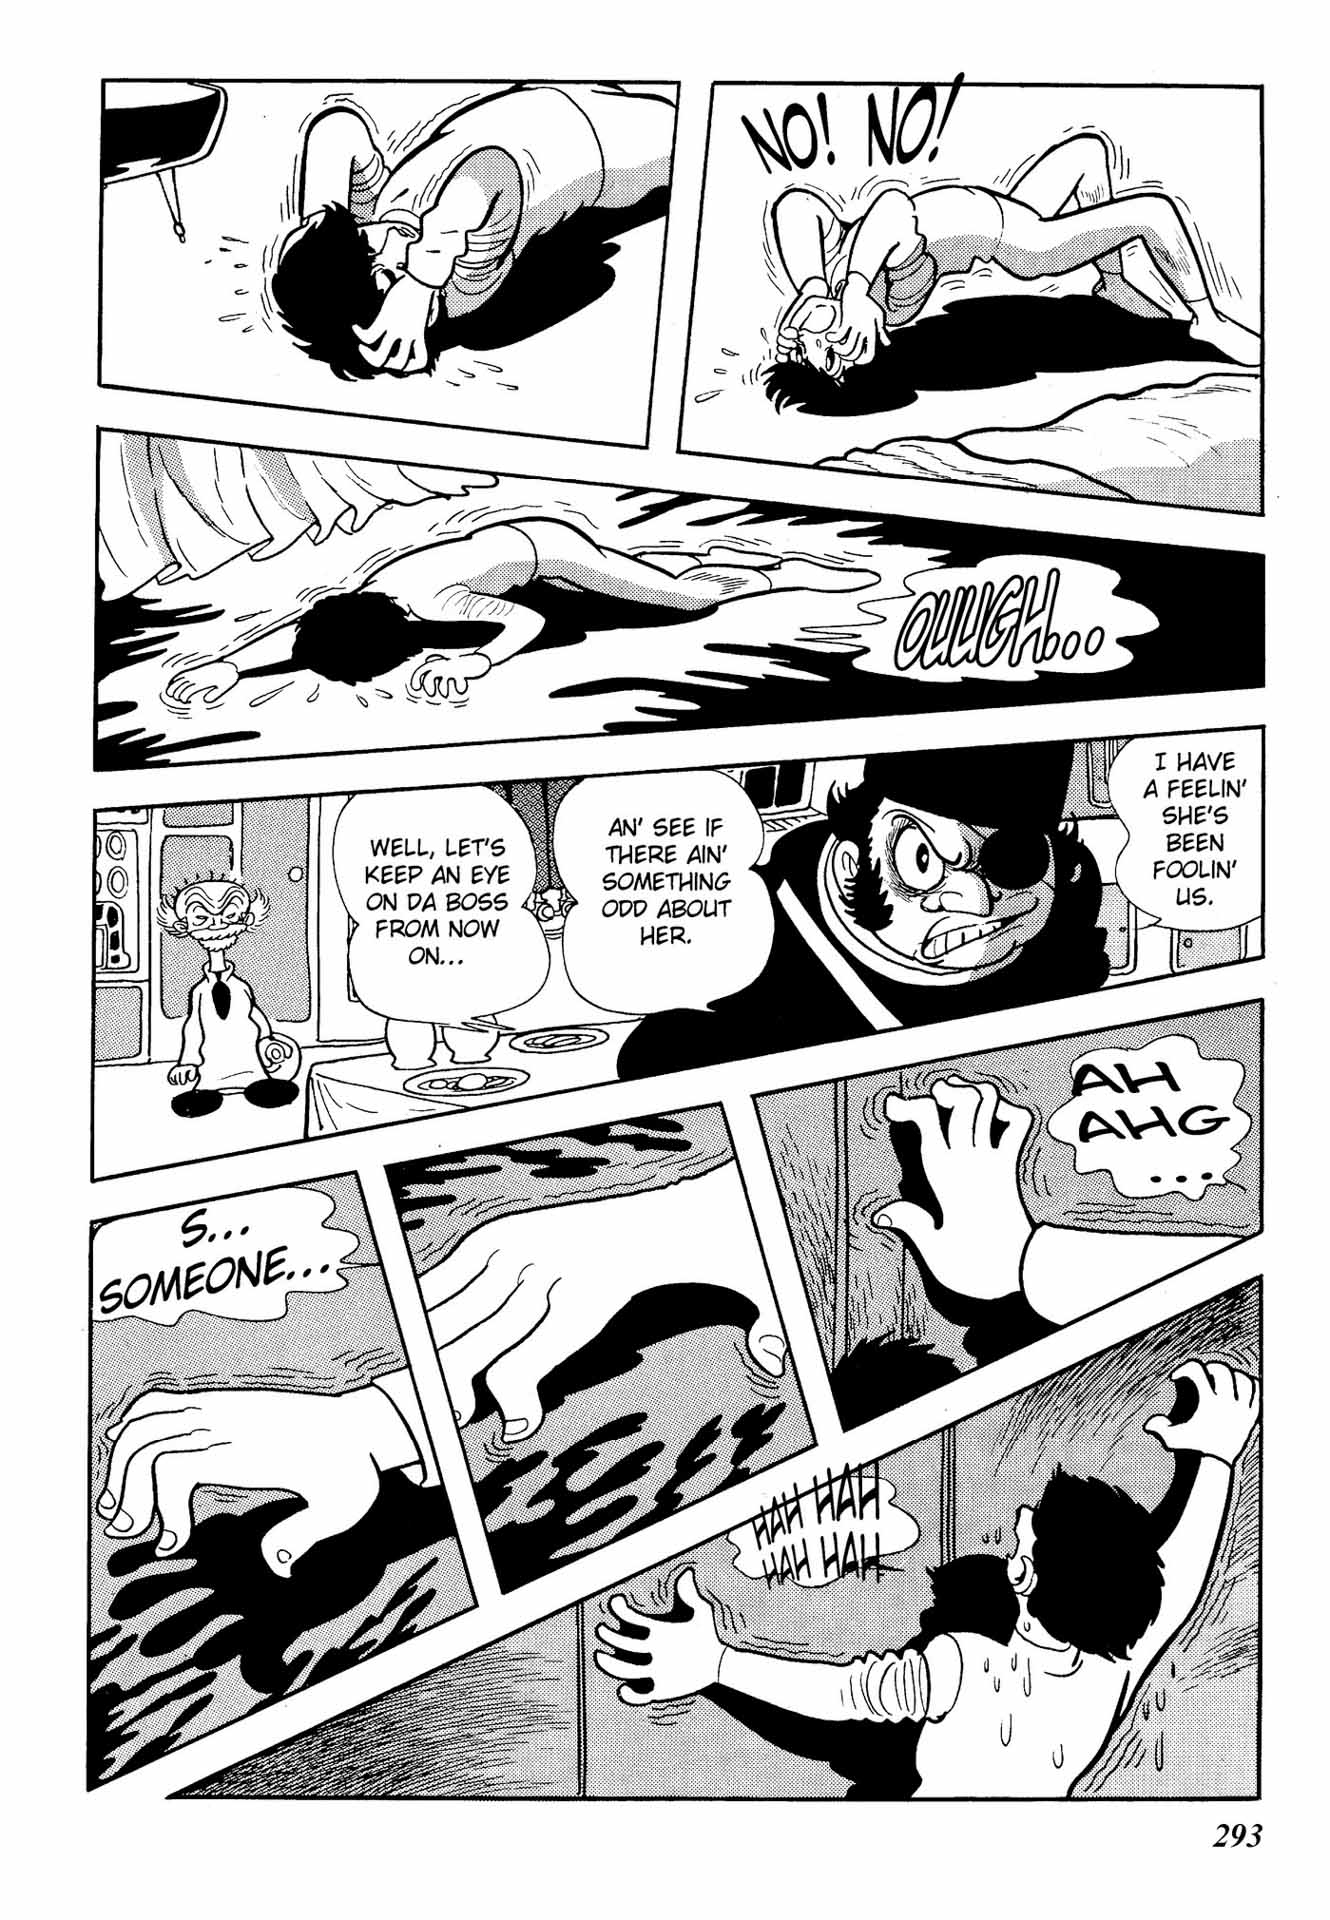 NO! NO!
OUUGH...
I HAVE
A FEELIN'
SHE'S
BEEN
FOOLIN'
US.
AN' SEE IF
THERE AIN'
SOMETHING
ODD ABOUT
HER.
WELL, LET'S
KEEP AN EYE
ON DA BOSS
FROM NOW
ON...
S...
SOMEONE...
AH
AHG
...
HAH HAH
HAH HAH
293